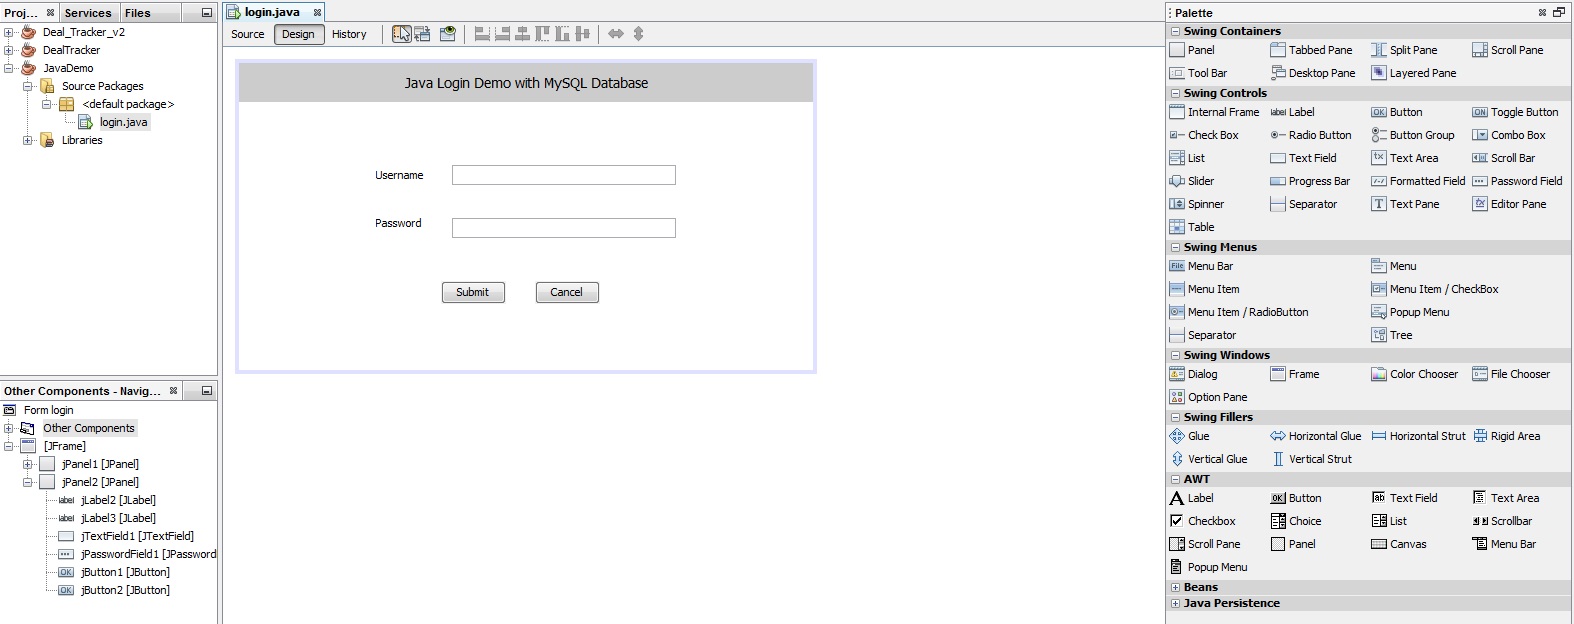 Proj...
Services
Files
Deal_Tracker_v2
DealTracker
JavaDemo
Source Packages
<default package>
login.java
Libraries
Other Components - Navig...
Form login
Other Components
[JFrame]
jPanel1 [JPanel]
jPanel2 [JPanel]
label jLabel2 [JLabel]
label jLabel3 [JLabel]
jTextField1 [JTextField]
jPasswordField1 [JPassword
OK jButton1 [JButton]
OK jButton2 [JButton]
login.java
Source Design History
Java Login Demo with MySQL Database
Username
Password
Submit Cancel
Palette
Swing Containers
Panel Tabbed Pane Split Pane Scroll Pane
Tool Bar Desktop Pane Layered Pane
Swing Controls
Internal Frame label Label OK Button ON Toggle Button
Check Box Radio Button Button Group Combo Box
List Text Field Text Area Scroll Bar
Slider Progress Bar Formatted Field Password Field
Spinner Separator T Text Pane Editor Pane
Table
Swing Menus
File Menu Bar Menu
Menu Item Menu Item / CheckBox
Menu Item / RadioButton Popup Menu
Separator Tree
Swing Windows
Dialog Frame Color Chooser File Chooser
Option Pane
Swing Fillers
Glue Horizontal Glue Horizontal Strut Rigid Area
Vertical Glue Vertical Strut
AWT
A Label OK Button ab Text Field Text Area
Checkbox Choice List Scrollbar
Scroll Pane Panel Canvas Menu Bar
Popup Menu
Beans
Java Persistence